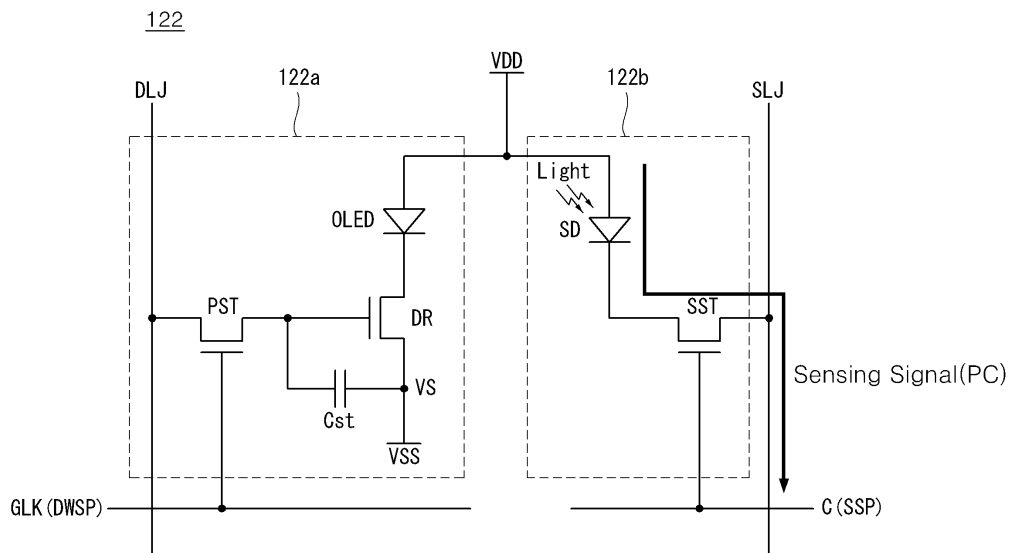 122
DLJ
122a
VDD
122b
SLJ
Light
OLED
SD
PST
DR
SST
VS
Cst
Sensing Signal(PC)
VSS
GLK(DWSP)
C(SSP)